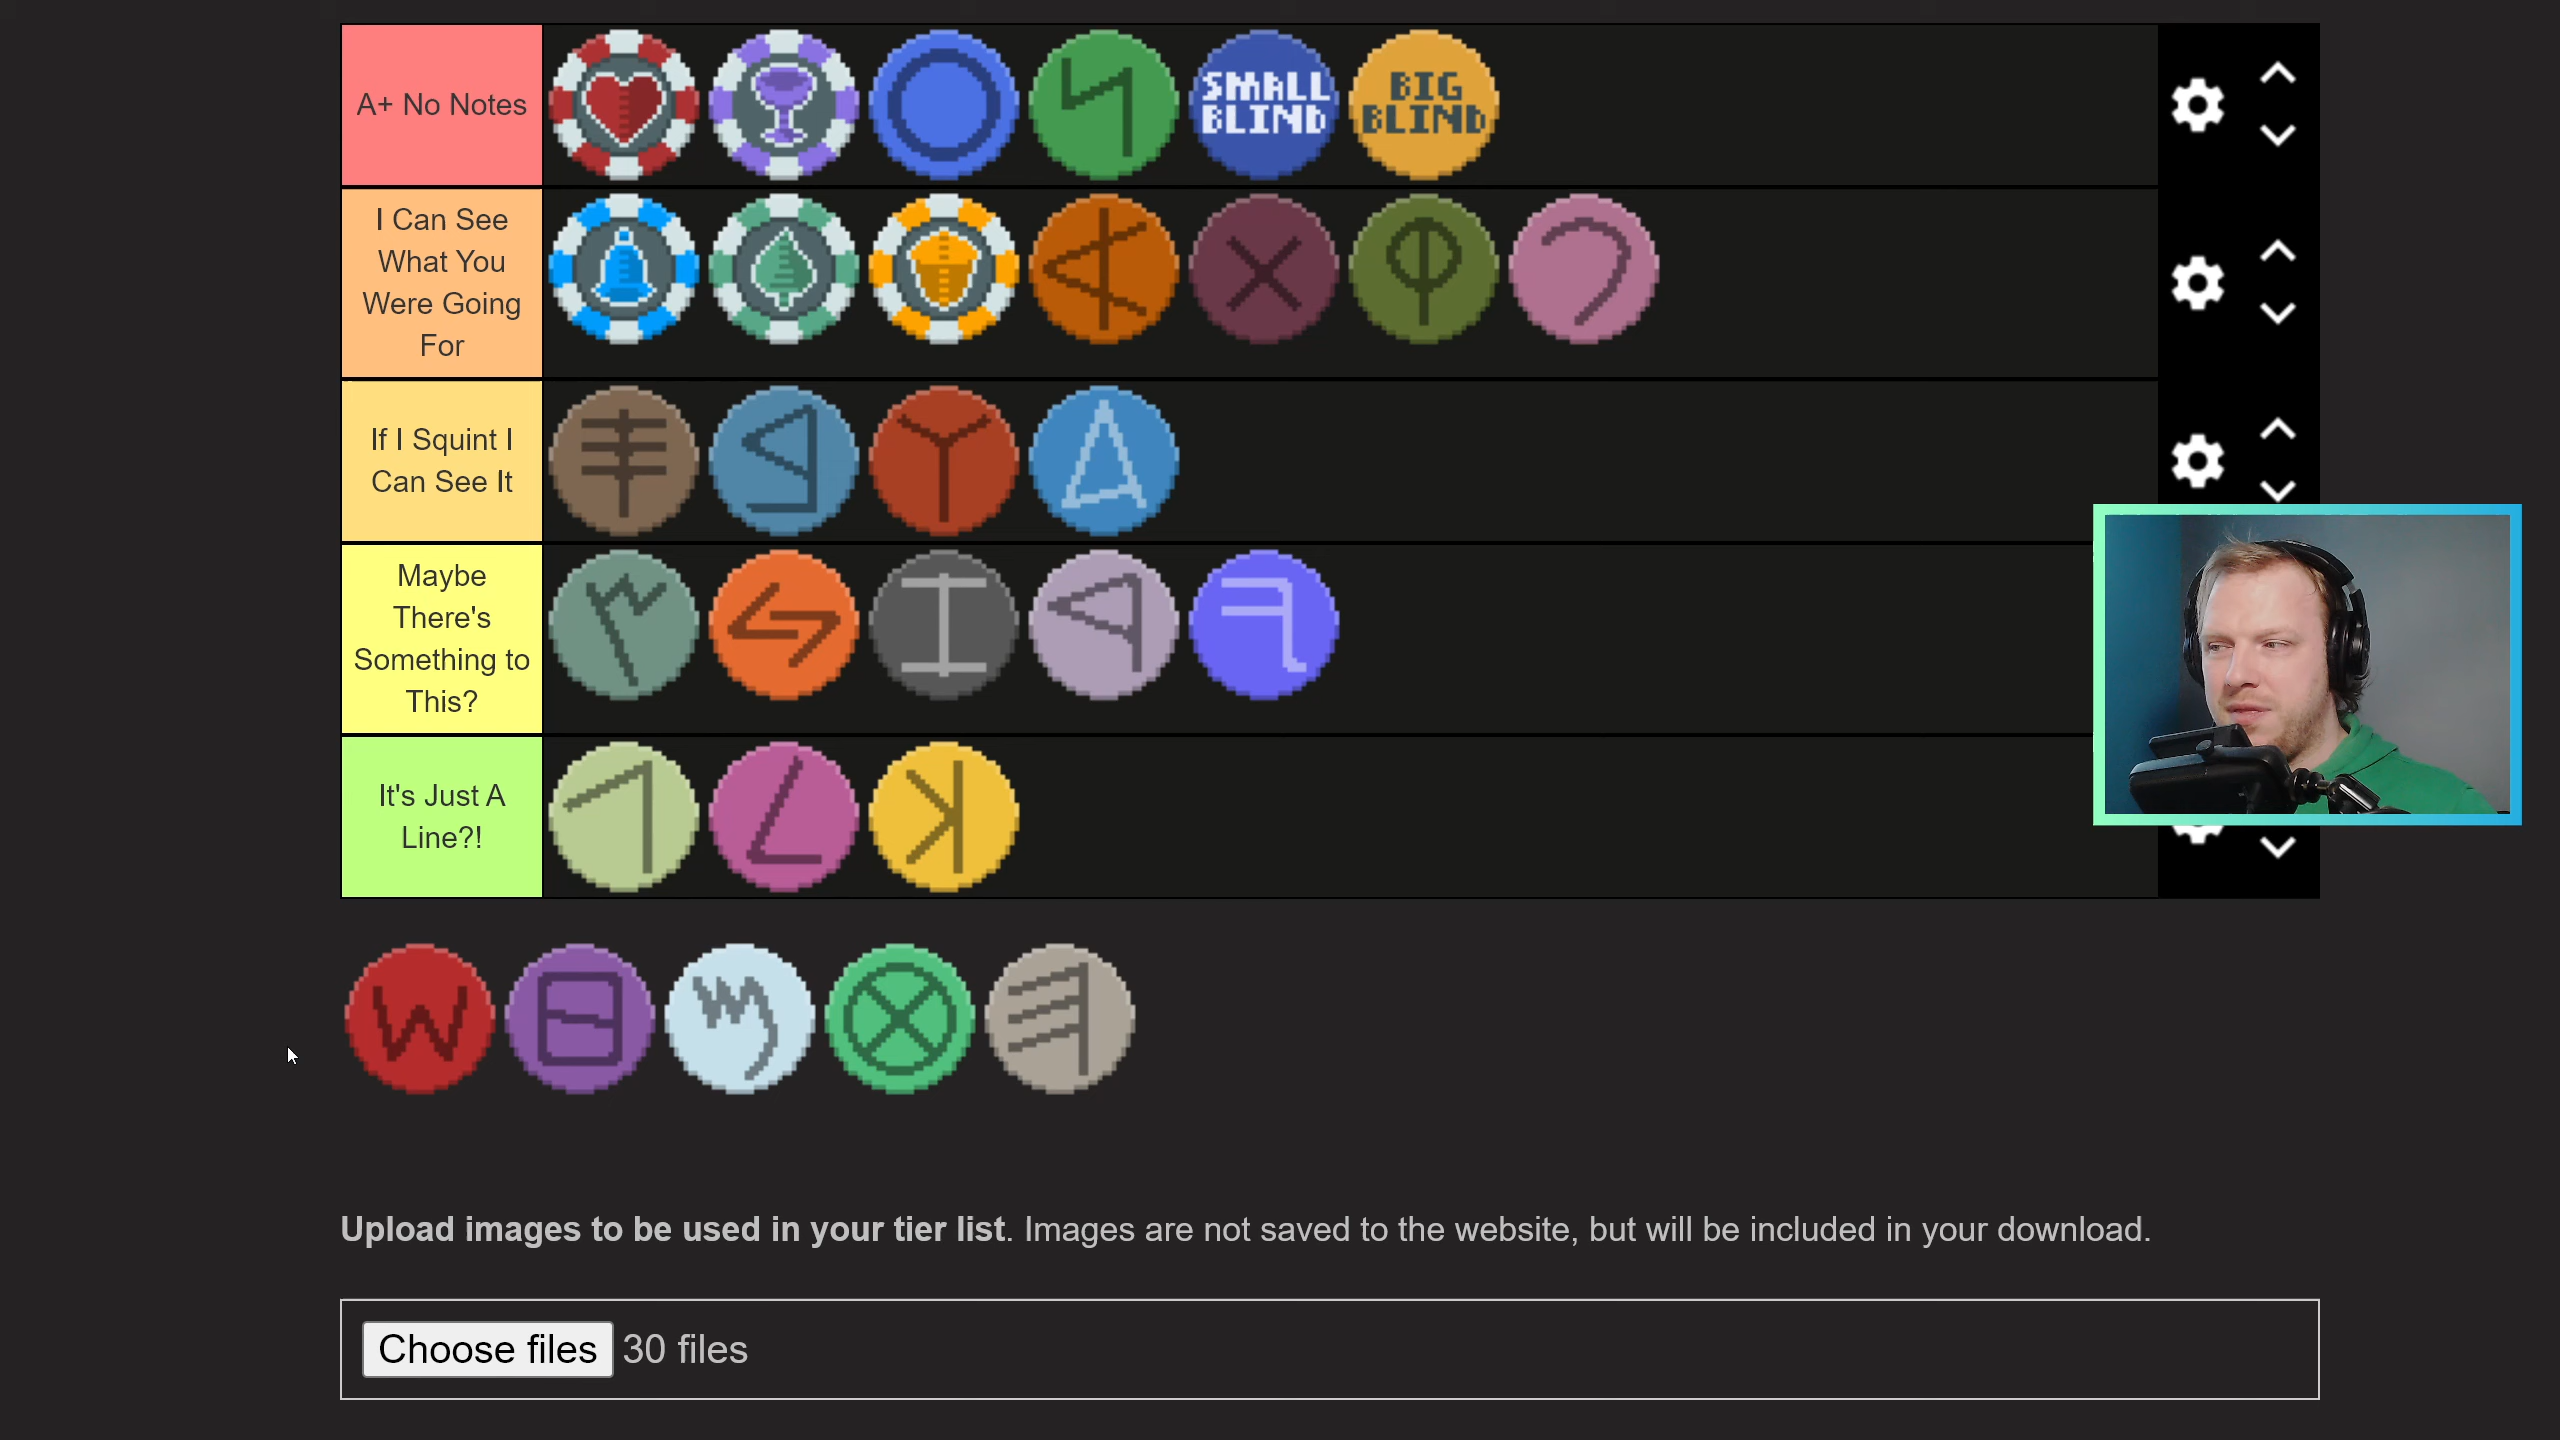 A+ No Notes
SMALL
BLIND
BIG
BLIND
I Can See
What You
Were Going
For
If I Squint I
Can See It
Maybe
There's
Something to
This?
It's Just A
Line?!
Upload images to be used in your tier list. Images are not saved to the website, but will be included in your download.
Choose files 30 files